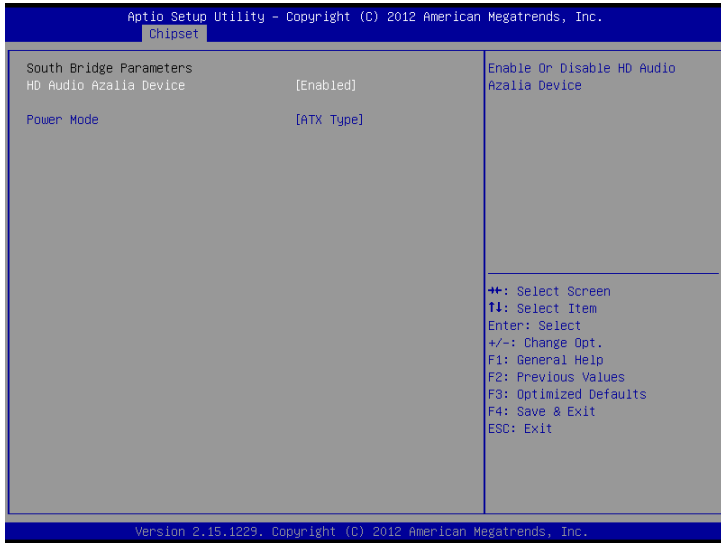 Aptio Setup Utility – Copyright (C) 2012 American Megatrends, Inc.
Chipset
South Bridge Parameters
HD Audio Azalia Device [Enabled]
Power Mode [ATX Type]
Enable Or Disable HD Audio
Azalia Device
→←: Select Screen
↑↓: Select Item
Enter: Select
+/-: Change Opt.
F1: General Help
F2: Previous Values
F3: Optimized Defaults
F4: Save & Exit
ESC: Exit
Version 2.15.1229. Copyright (C) 2012 American Megatrends, Inc.